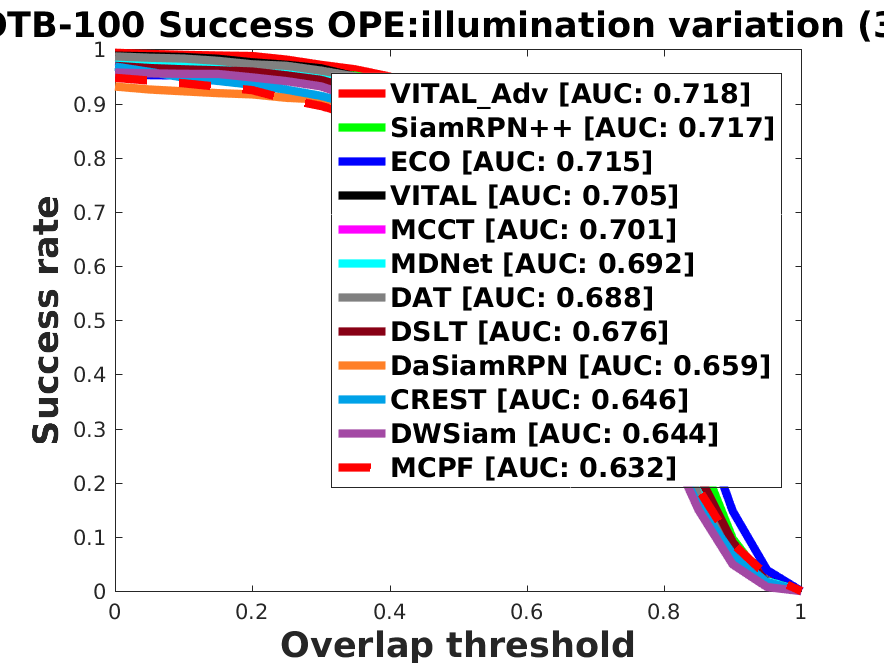 OTB-100 Success OPE:illumination variation (3
1
0.9
0.8
0.7
0.6
0.5
0.4
0.3
0.2
0.1
0
Success rate
VITAL_Adv [AUC: 0.718]
SiamRPN++ [AUC: 0.717]
ECO [AUC: 0.715]
VITAL [AUC: 0.705]
MCCT [AUC: 0.701]
MDNet [AUC: 0.692]
DAT [AUC: 0.688]
DSLT [AUC: 0.676]
DaSiamRPN [AUC: 0.659]
CREST [AUC: 0.646]
DWSiam [AUC: 0.644]
MCPF [AUC: 0.632]
0 0.2 0.4 0.6 0.8 1
Overlap threshold